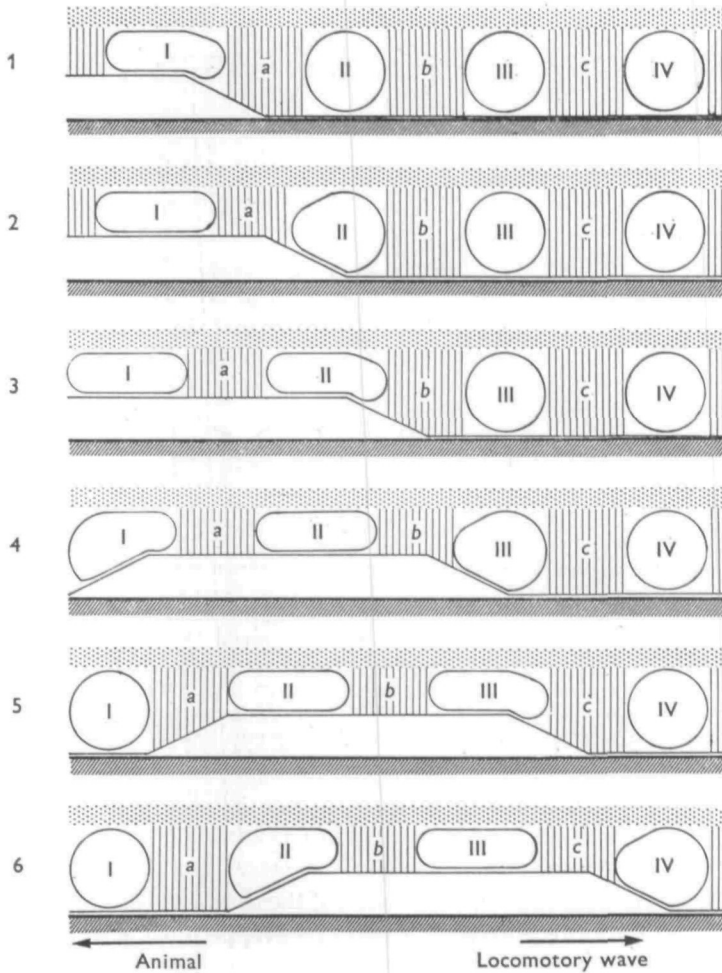 1 I a II b III c IV
2 I a II b III c IV
3 I a II b III c IV
4 I a II b III c IV
5 I a II b III c IV
6 I a II b III c IV
Animal Locomotory wave